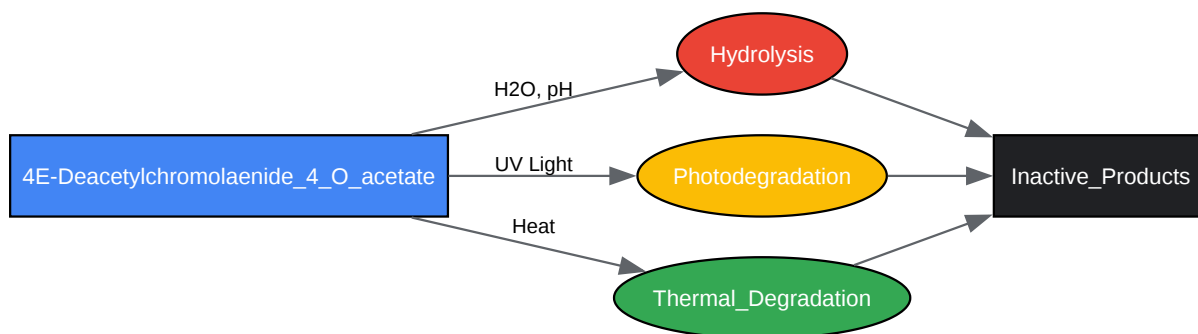 Hydrolysis
H2O, pH
4E-Deacetylchromolaenide_4_O_acetate
UV Light
Photodegradation
Inactive_Products
Heat
Thermal_Degradation